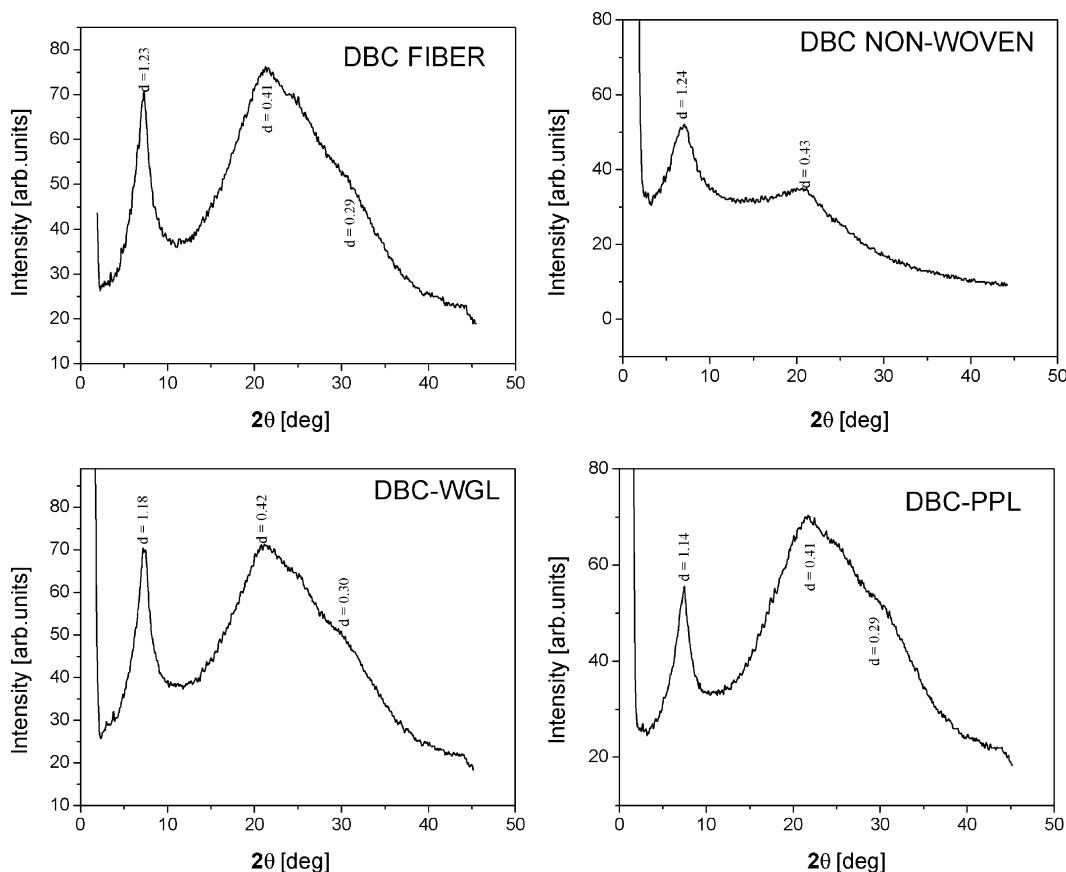 DBC FIBER
d = 1.23
d = 0.41
d = 0.29
Intensity [arb.units]
80
70
60
50
40
30
20
10
0 10 20 30 40 50
2θ [deg]
DBC NON-WOVEN
d = 1.24
d = 0.43
Intensity [arb.units]
80
60
40
20
0
0 10 20 30 40 50
2θ [deg]
DBC-WGL
d = 1.18
d = 0.42
d = 0.30
Intensity [arb.units]
80
70
60
50
40
30
20
10
0 10 20 30 40 50
2θ [deg]
DBC-PPL
d = 1.14
d = 0.41
d = 0.29
Intensity [arb.units]
80
60
40
20
0 10 20 30 40 50
2θ [deg]